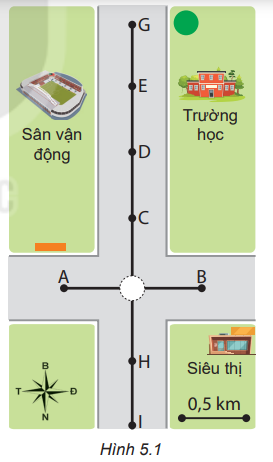 G
E
Sân vận
động
Trường
học
D
C
A
B
H
Siêu thị
B
T
Đ
N
0,5 km
I
Hình 5.1